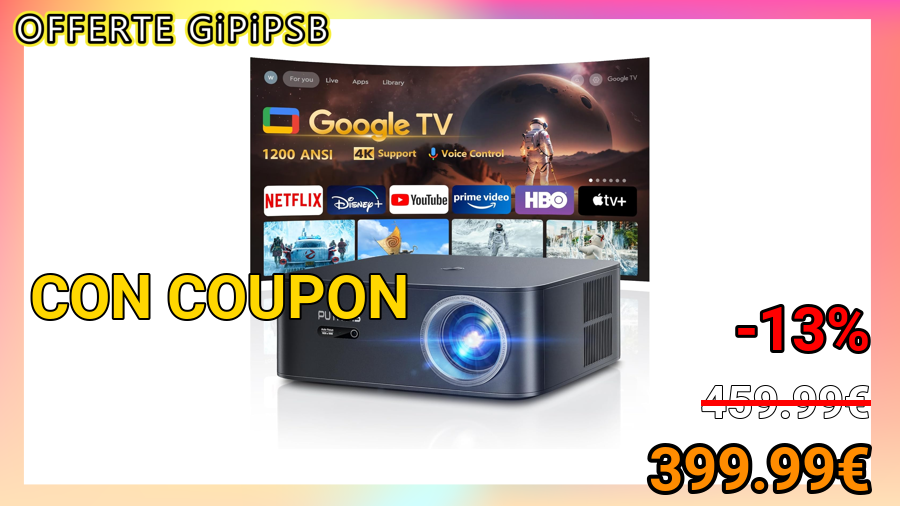 OFFERTE GiPiPSB
W For you Live Apps Library Google TV
Google TV
1200 ANSI 4K Support Voice Control
NETFLIX Disney+ YouTube prime video HBO tv+
CON COUPON
-13%
459.99€
399.99€